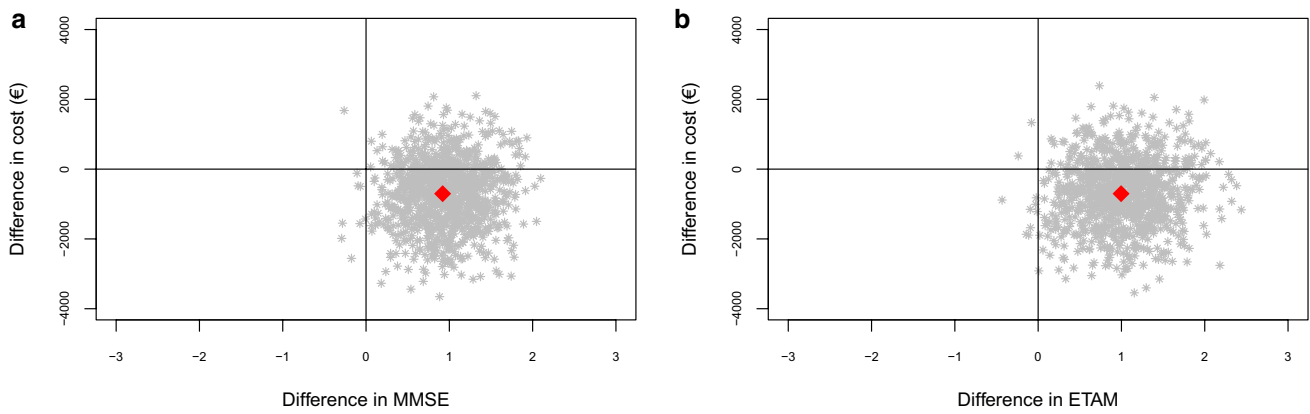 a
4000
2000
0
−2000
−4000
Difference in cost (€)
−3 −2 −1 0 1 2 3
Difference in MMSE
b
4000
2000
0
−2000
−4000
Difference in cost (€)
−3 −2 −1 0 1 2 3
Difference in ETAM